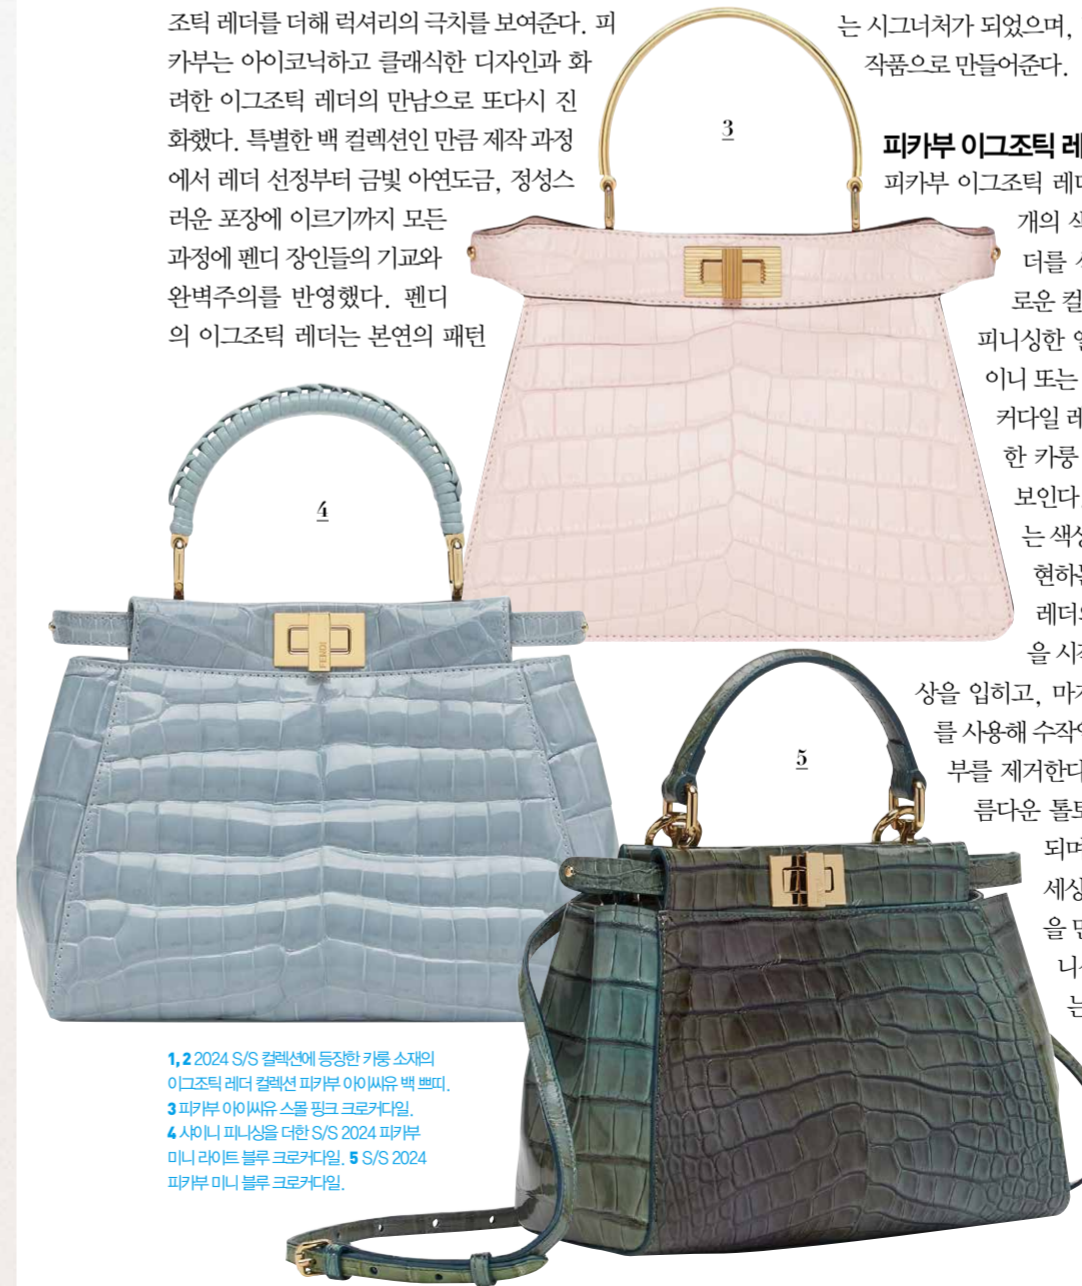 조틱 레더를 더해 럭셔리의 극치를 보여준다. 피
카부는 아이코닉하고 클래식한 디자인과 화
려한 이그조틱 레더의 만남으로 또다시 진
화했다. 특별한 백 컬렉션인 만큼 제작 과정
에서 레더 선정부터 금빛 아연도금, 정성스
러운 포장에 이르기까지 모든
과정에 펜디 장인들의 기교와
완벽주의를 반영했다. 펜디
의 이그조틱 레더는 본연의 패턴
는 시그너처가 되었으며,
작품으로 만들어준다.
피카부 이그조틱
피카부 이그조틱
개의
더를
로운
피니싱한
이니 또는
커다일
한 카룽
보인다.
는
을
상을 입히고,
를 사용해
부를 제거한다
름다운
되며
3
4
5
FENDI
1, 2 2024 S/S 컬렉션에 등장한 카룽 소재의
이그조틱 레더 컬렉션 피카부 아이씨유 백 쁘띠.
3 피카부 아이씨유 스몰 핑크 크로커다일.
4 샤이니 피니싱을 더한 S/S 2024 피카부
미니 라이트 블루 크로커다일. 5 S/S 2024
피카부 미니 블루 크로커다일.